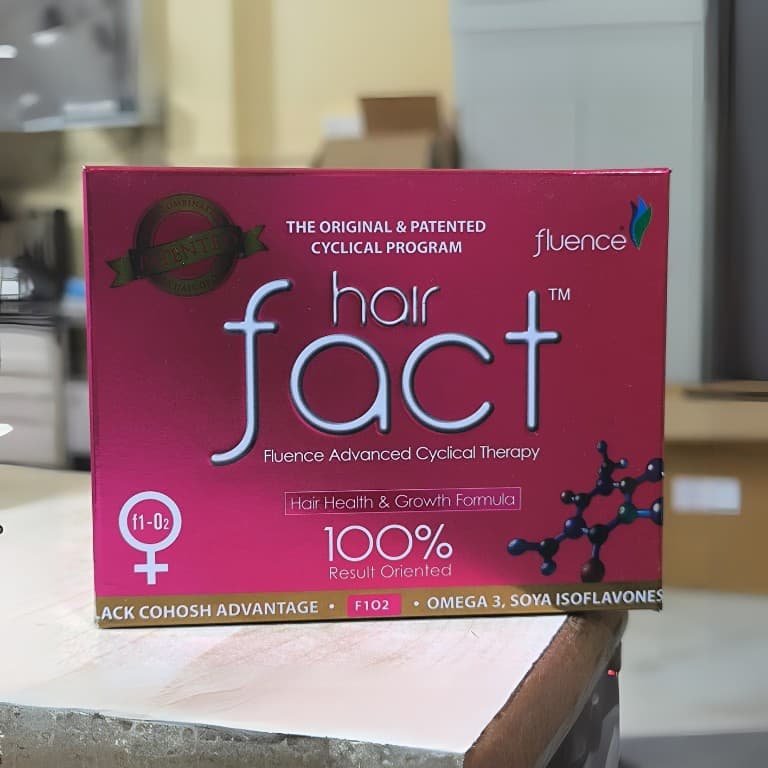 THE ORIGINAL & PATENTED
CYCLICAL PROGRAM
fluence
hair
fact™
Fluence Advanced Cyclical Therapy
Hair Health & Growth Formula
100%
Result Oriented
f1-O₂
ACK COHOSH ADVANTAGE • F1O2 • OMEGA 3, SOYA ISOFLAVONES